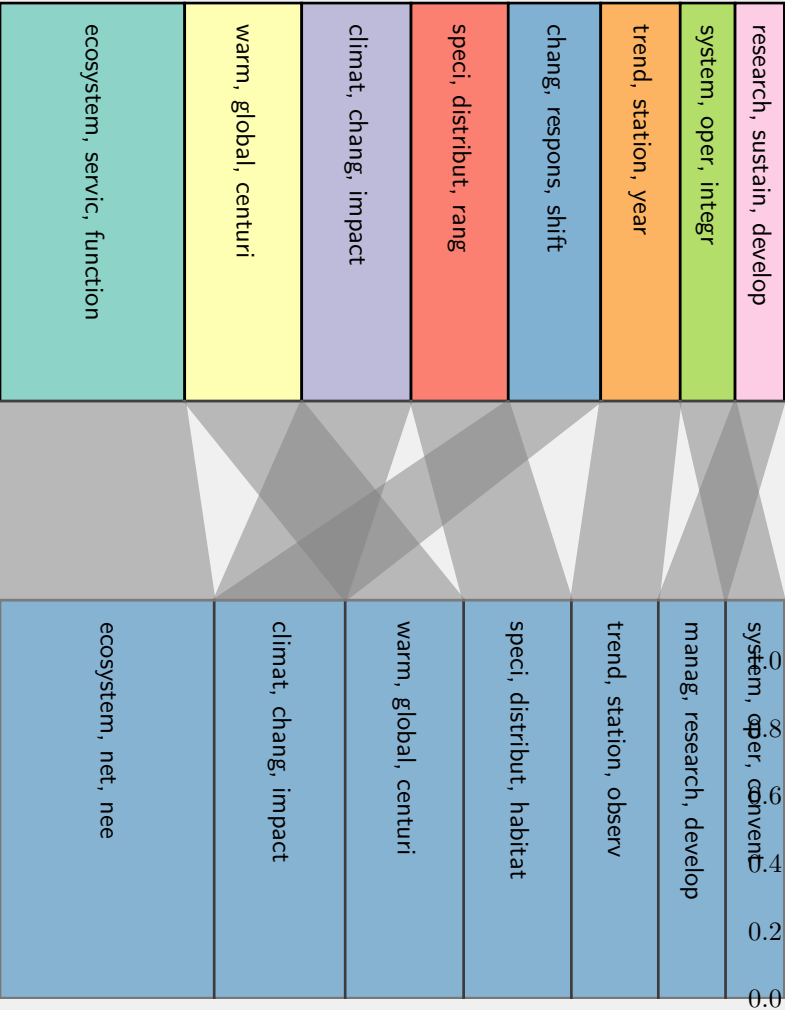 ecosystem, servic, function
warm, global, centuri
climat, chang, impact
speci, distribut, rang
chang, respons, shift
trend, station, year
system, oper, integr
research, sustain, develop
ecosystem, net, nee
climat, chang, impact
warm, global, centuri
speci, distribut, habitat
trend, station, observ
manag, research, develop
system, oper, convent
1.0
0.8
0.6
0.4
0.2
0.0